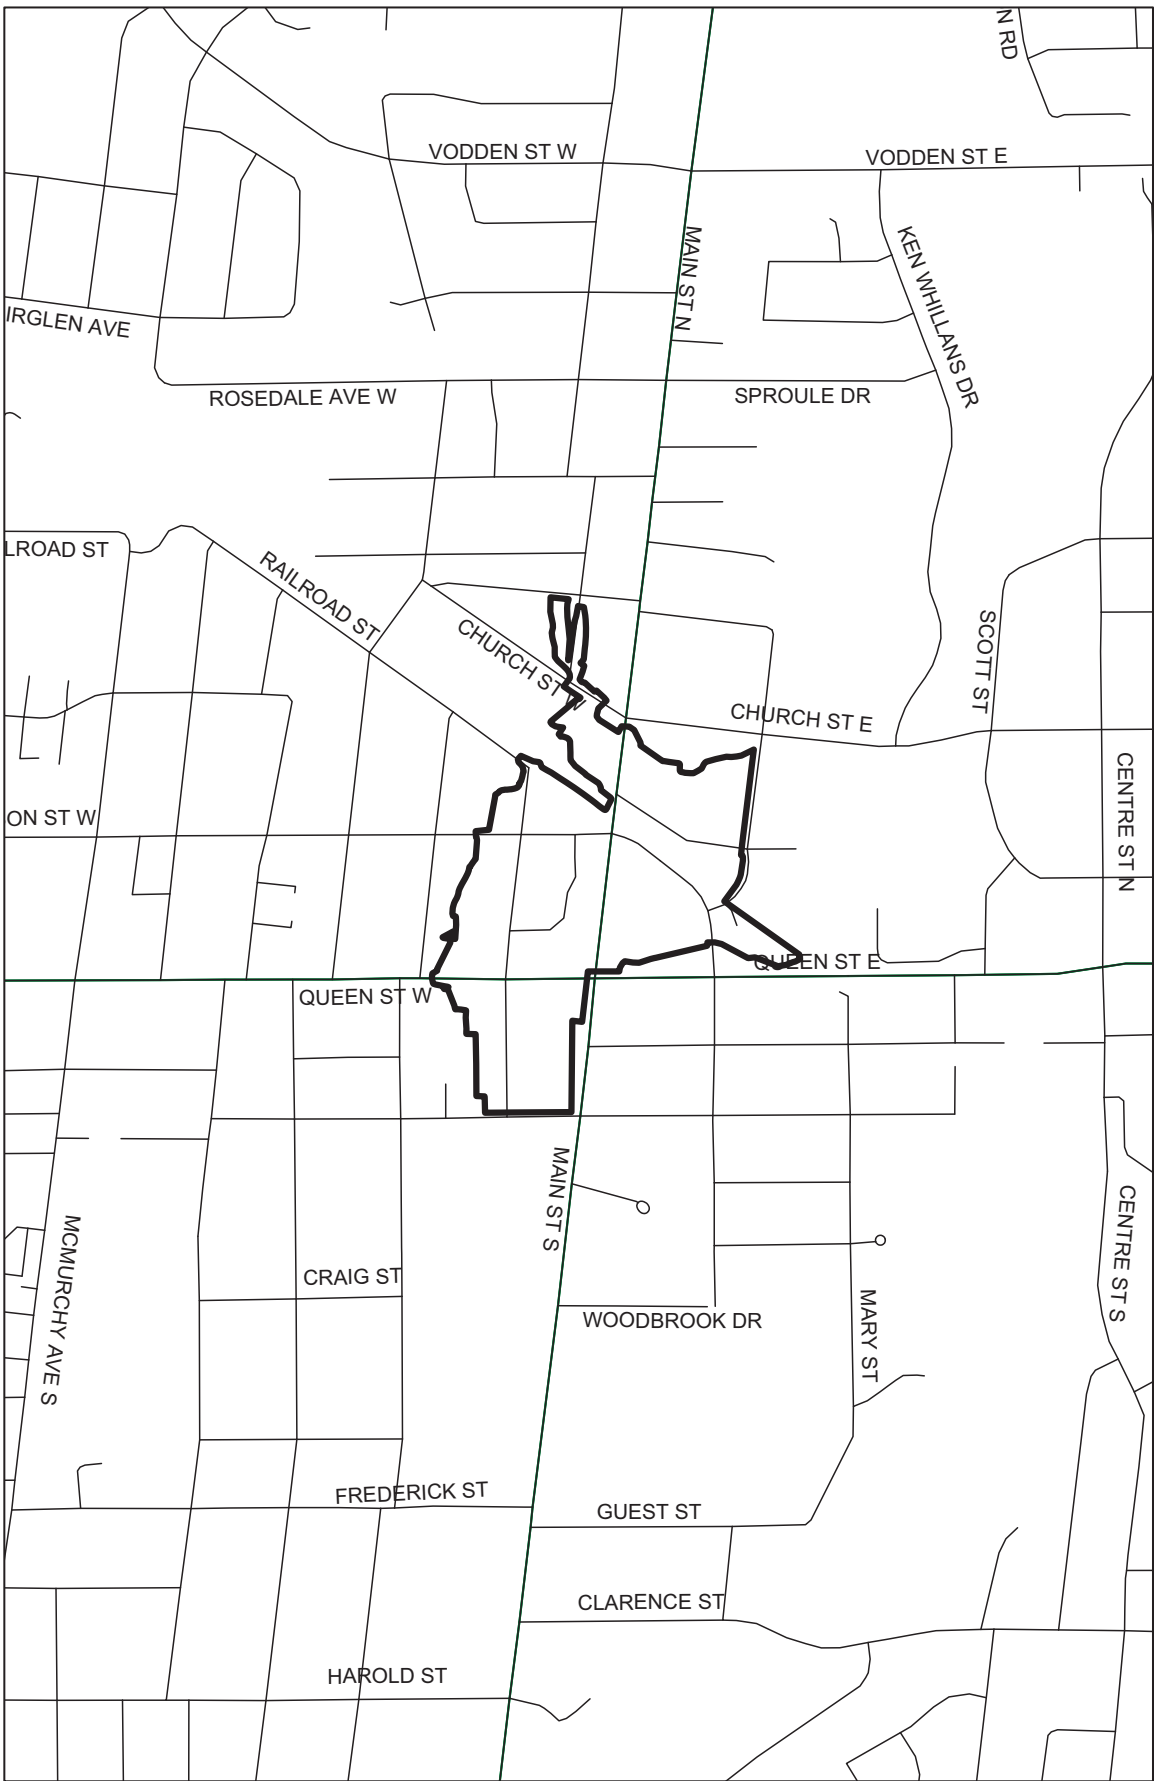 N RD
VODDEN ST W
VODDEN ST E
MAIN ST N
KEN WHILLANS DR
IRGLEN AVE
ROSEDALE AVE W
SPROULE DR
LROAD ST
RAILROAD ST
CHURCH ST W
SCOTT ST
CHURCH ST E
CENTRE ST N
ON ST W
QUEEN ST E
QUEEN ST W
MAIN ST S
MCMURCHY AVE S
CENTRE ST S
CRAIG ST
MARY ST
WOODBROOK DR
FREDERICK ST
GUEST ST
CLARENCE ST
HAROLD ST